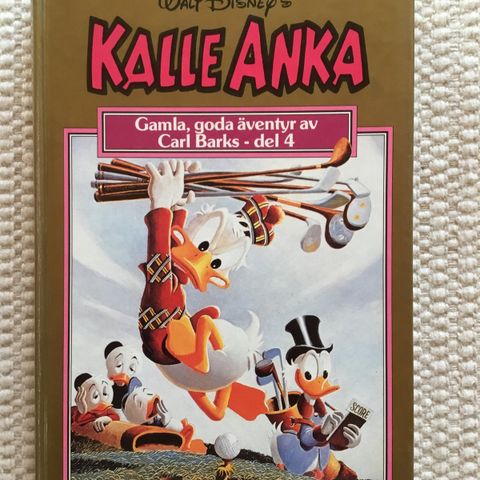 WALT DISNEY'S
KALLE ANKA
Gamla, goda äventyr av
Carl Barks - del 4
SCORE